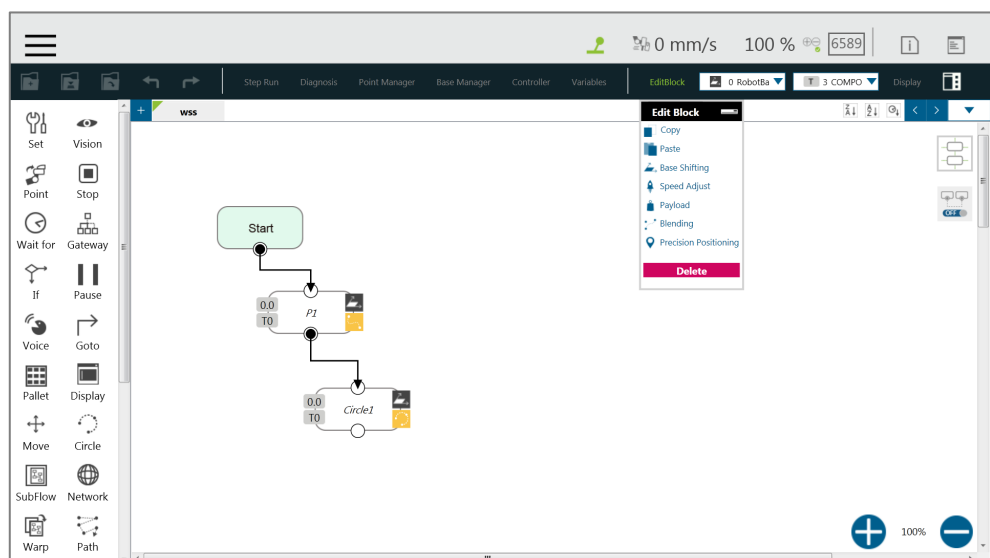 0 mm/s 100 % 6589
Step Run Diagnosis Point Manager Base Manager Controller Variables EditBlock 0 RobotBa T 3 COMPO Display
+ wss
Edit Block
Copy
Paste
Base Shifting
Speed Adjust
Payload
Blending
Precision Positioning
Delete
Set Vision
Point Stop
Wait for Gateway
If Pause
Voice Goto
Pallet Display
Move Circle
SubFlow Network
Warp Path
OFF
Start
0.0
T0
P1
0.0
T0
Circle1
100%